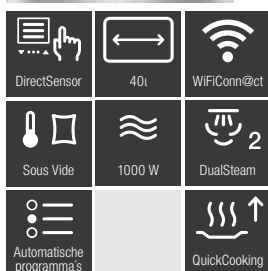 DirectSensor
40ι
WiFiConn@ct
Sous Vide
1000 W
2
DualSteam
Automatische
programma's
QuickCooking